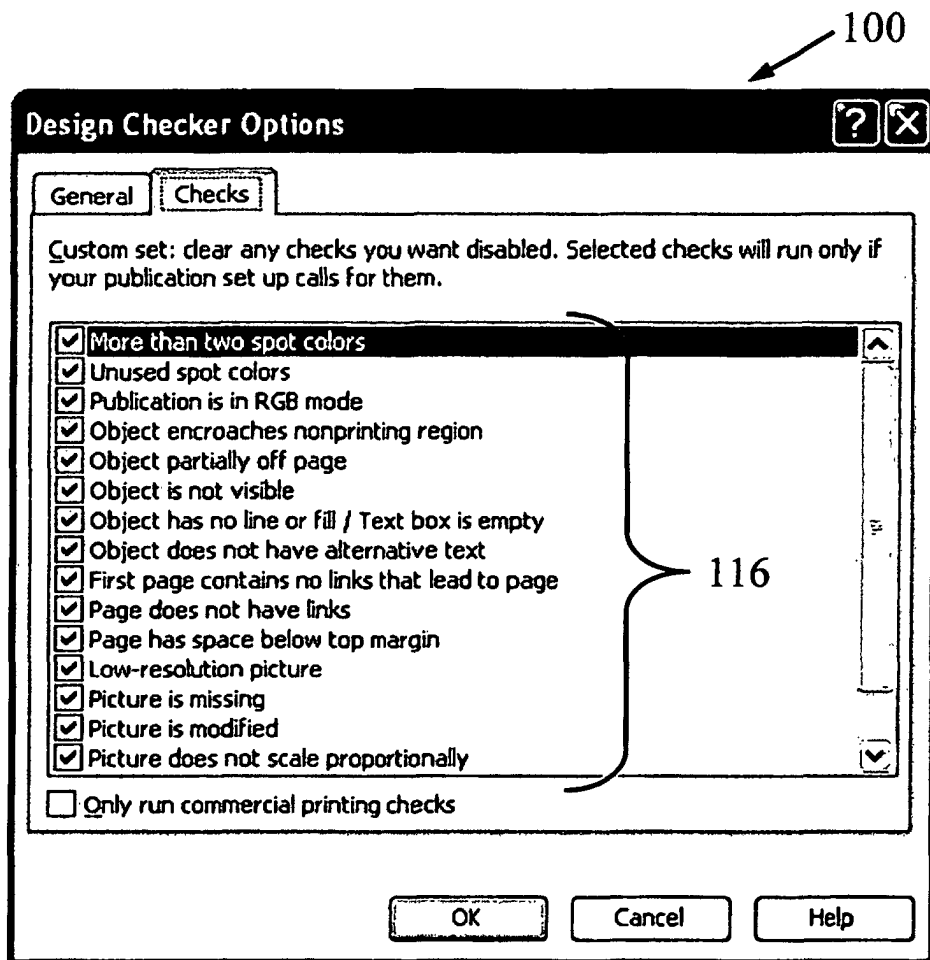 100
Design Checker Options
General
Checks
Custom set: clear any checks you want disabled. Selected checks will run only if
your publication set up calls for them.
More than two spot colors
Unused spot colors
Publication is in RGB mode
Object encroaches nonprinting region
Object partially off page
Object is not visible
Object has no line or fill / Text box is empty
Object does not have alternative text
First page contains no links that lead to page
Page does not have links
Page has space below top margin
Low-resolution picture
Picture is missing
Picture is modified
Picture does not scale proportionally
116
Only run commercial printing checks
OK
Cancel
Help